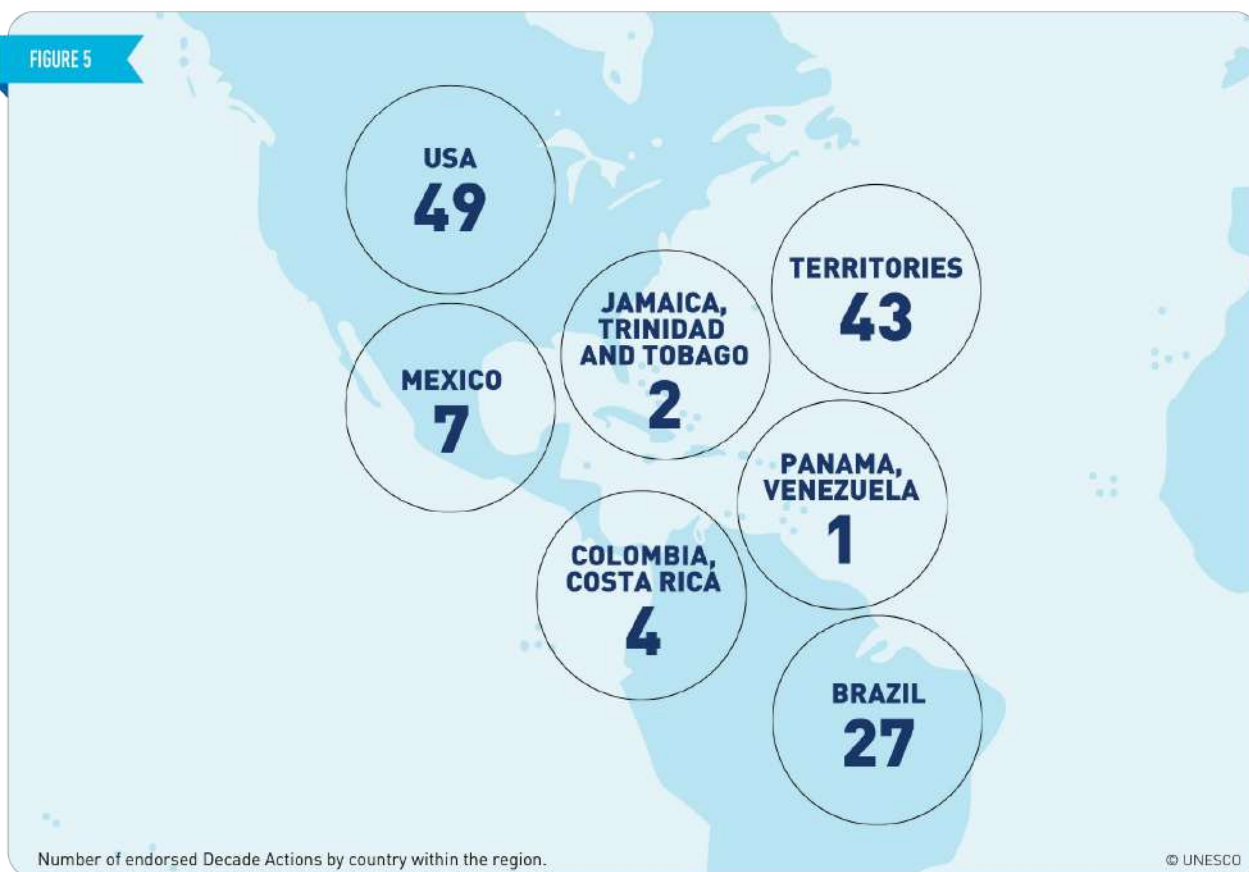 FIGURE 5
USA
49
TERRITORIES
43
JAMAICA,
TRINIDAD
AND TOBAGO
2
MEXICO
7
PANAMA,
VENEZUELA
1
COLOMBIA,
COSTA RICA
4
BRAZIL
27
Number of endorsed Decade Actions by country within the region.
© UNESCO